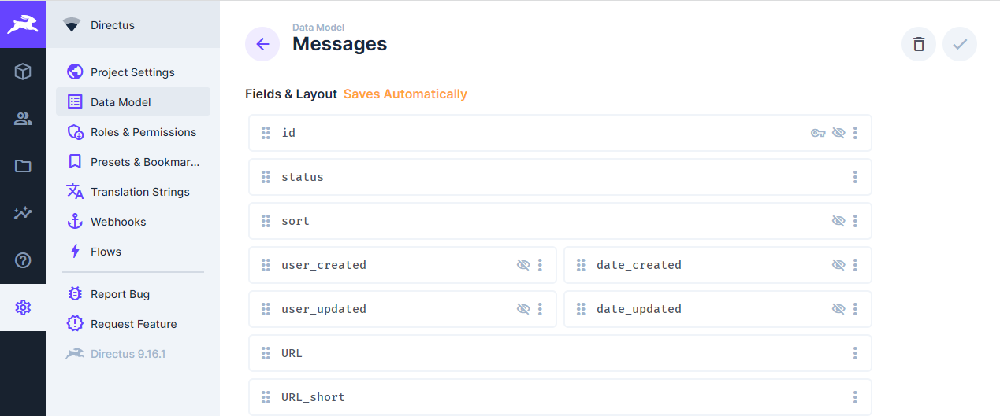 Directus
Project Settings
Data Model
Roles & Permissions
Presets & Bookmar...
Translation Strings
Webhooks
Flows
Report Bug
Request Feature
Directus 9.16.1
Data Model
Messages
Fields & Layout Saves Automatically
id
status
sort
user_created
date_created
user_updated
date_updated
URL
URL_short